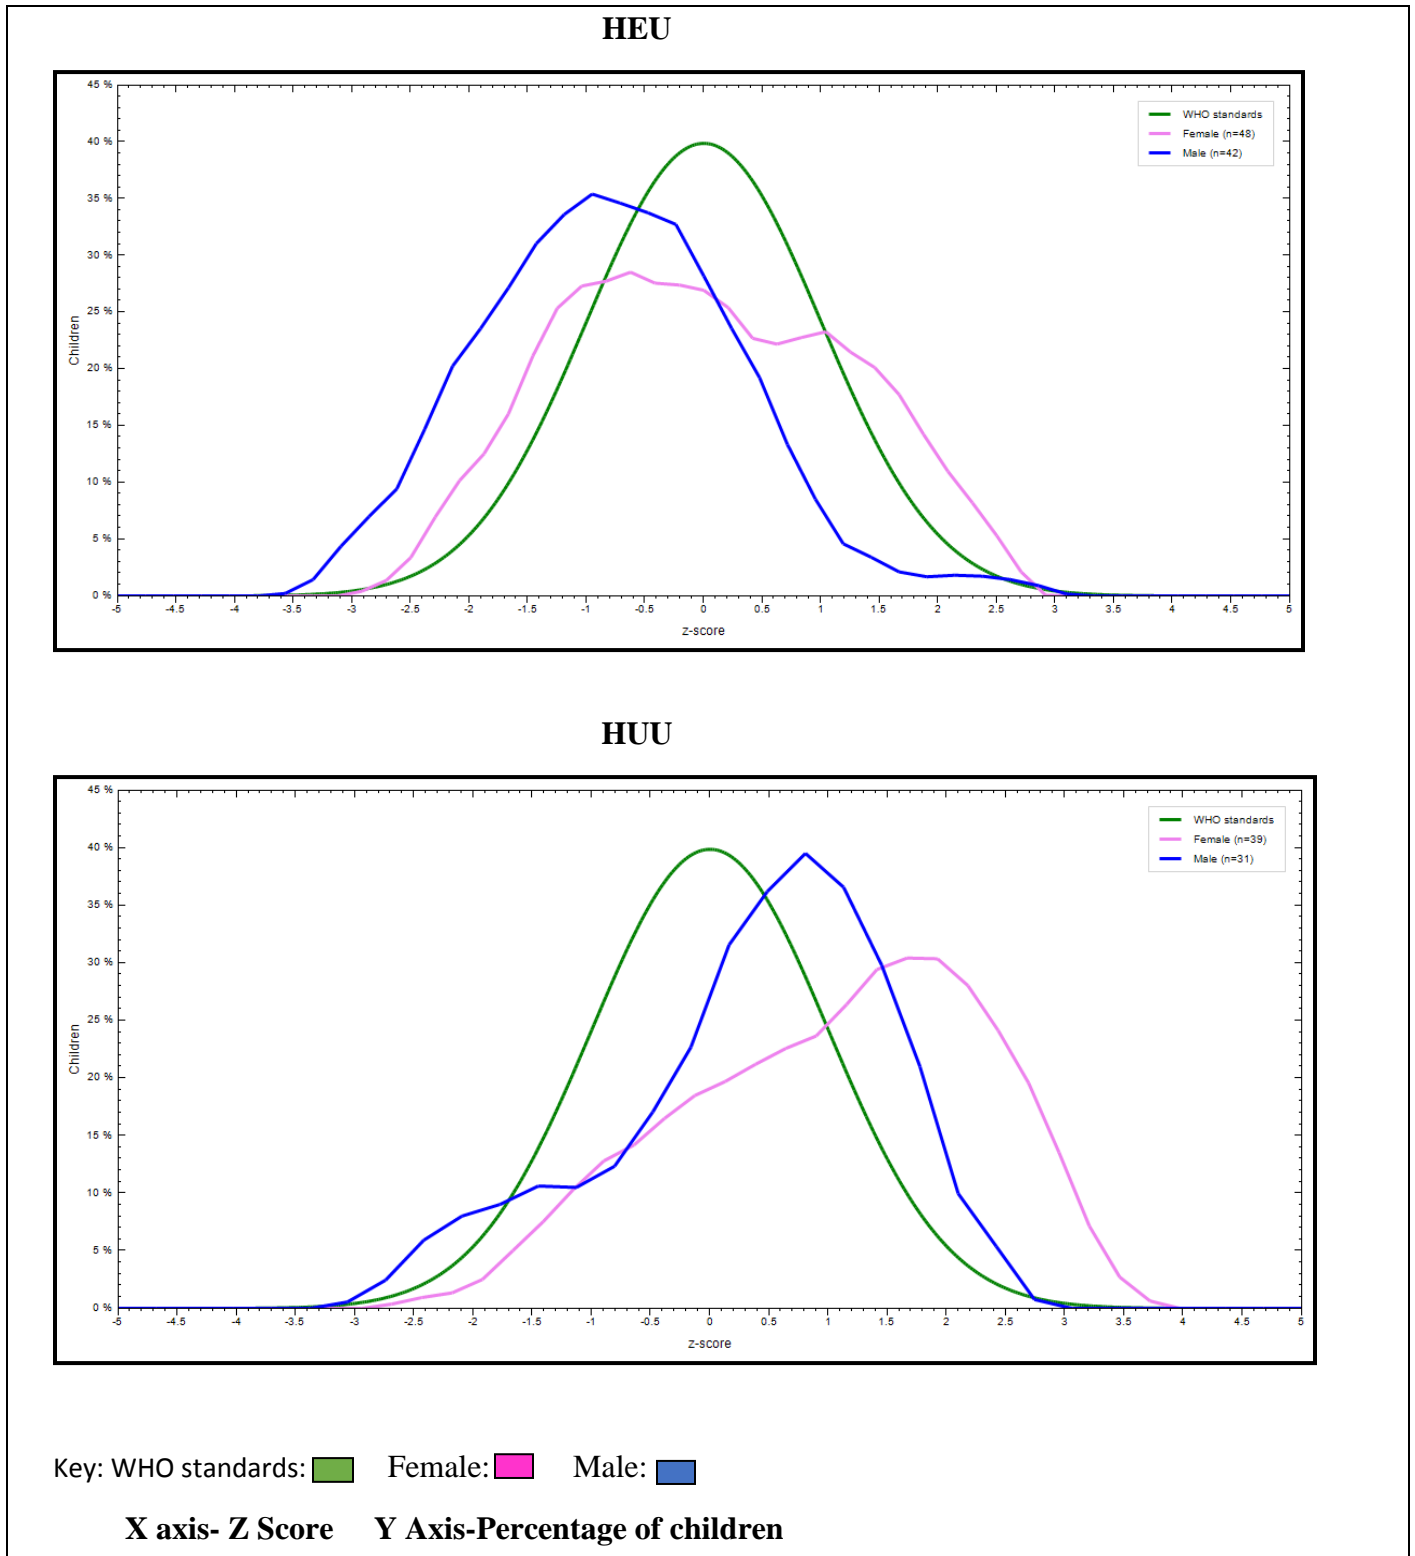 HEU
45 %
40 %
35 %
30 %
25 %
20 %
15 %
10 %
5 %
0 %
Children
WHO standards
Female (n=48)
Male (n=42)
-5 -4.5 -4 -3.5 -3 -2.5 -2 -1.5 -1 -0.5 0 0.5 1 1.5 2 2.5 3 3.5 4 4.5 5
z-score
HUU
45 %
40 %
35 %
30 %
25 %
20 %
15 %
10 %
5 %
0 %
Children
WHO standards
Female (n=39)
Male (n=31)
-5 -4.5 -4 -3.5 -3 -2.5 -2 -1.5 -1 -0.5 0 0.5 1 1.5 2 2.5 3 3.5 4 4.5 5
z-score
Key: WHO standards: Female: Male:
X axis- Z Score Y Axis-Percentage of children